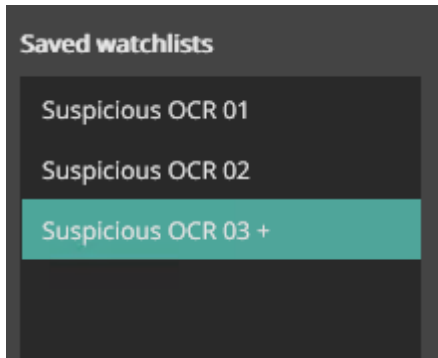 Saved watchlists
Suspicious OCR 01
Suspicious OCR 02
Suspicious OCR 03 +